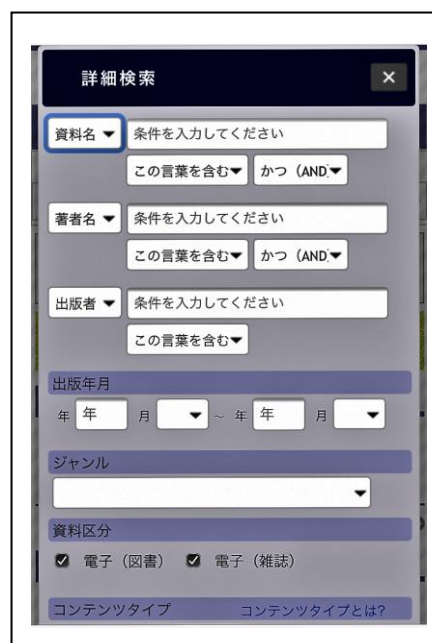 詳細検索 ×
資料名 ▼ 条件を入力してください
この言葉を含む▼ かつ (AND)▼
著者名 ▼ 条件を入力してください
この言葉を含む▼ かつ (AND)▼
出版者 ▼ 条件を入力してください
この言葉を含む▼
出版年月
年 年 月 ▼ ~ 年 年 月 ▼
ジャンル
▼
資料区分
電子（図書） 電子（雑誌）
コンテンツタイプ コンテンツタイプとは?